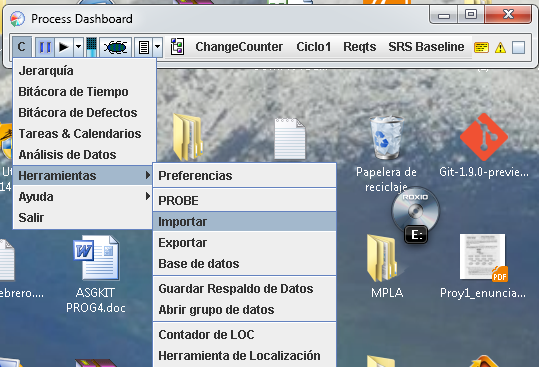 Process Dashboard
C
ChangeCounter Ciclo1 Reqts SRS Baseline
Jerarquía
Bitácora de Tiempo
Bitácora de Defectos
Tareas & Calendarios
Análisis de Datos
Herramientas
Ayuda
Salir
Preferencias
PROBE
Importar
Exportar
Base de datos
Guardar Respaldo de Datos
Abrir grupo de datos
Contador de LOC
Herramienta de Localización
Papelera de
reciclaje
Git-1.9.0-previe...
ROXIO
E:
ebrero....
ASGKIT
PROG4.doc
MPLA
PDF
Proy1_enuncia...